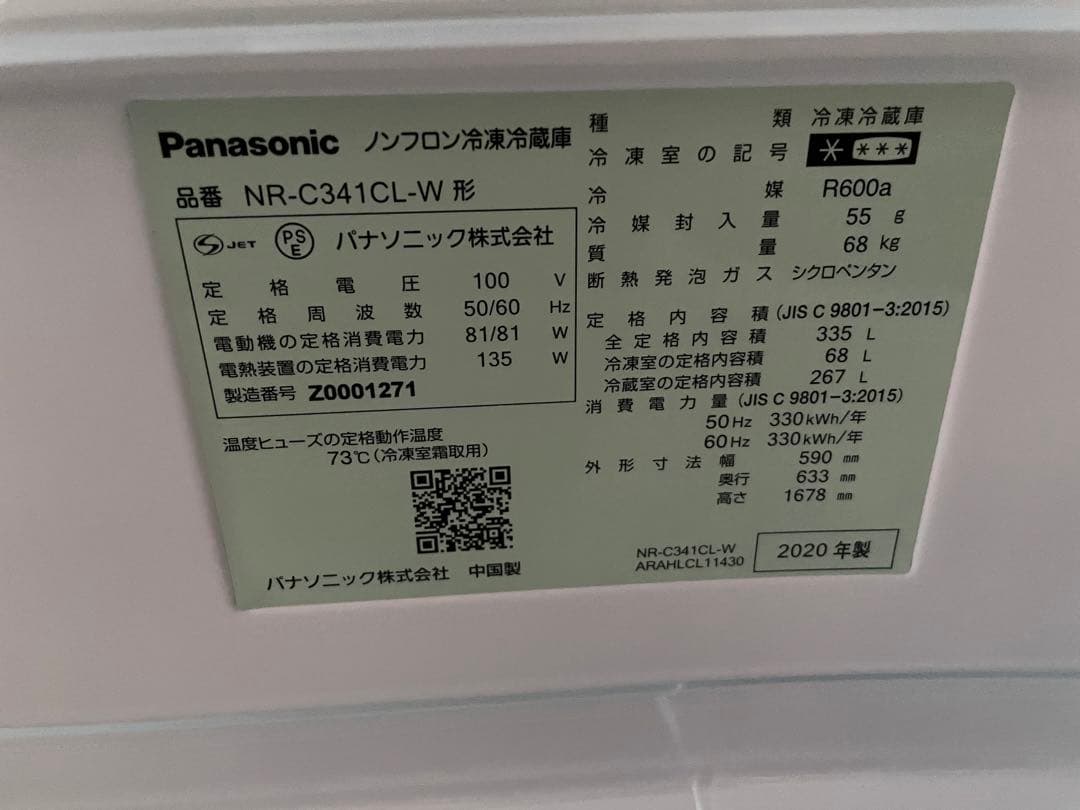 Panasonic ノンフロン冷凍冷蔵庫
品番 NR-C341CL-W 形
S JET PSE パナソニック株式会社
定格電圧 100 V
定格周波数 50/60 Hz
電動機の定格消費電力 81/81 W
電熱装置の定格消費電力 135 W
製造番号 Z0001271
温度ヒューズの定格動作温度
73℃(冷凍室霜取用)
パナソニック株式会社 中国製
種類 冷凍冷蔵庫
冷凍室の記号 * ***
冷媒 R600a
冷媒封入量 55 g
質量 68 kg
断熱発泡ガス シクロペンタン
定格内容積(JIS C 9801-3:2015)
全定格内容積 335 L
冷凍室の定格内容積 68 L
冷蔵室の定格内容積 267 L
消費電力量(JIS C 9801-3:2015)
50Hz 330kWh/年
60Hz 330kWh/年
外形寸法 幅 590 mm
奥行 633 mm
高さ 1678 mm
NR-C341CL-W
ARAHLCL11430
2020 年製